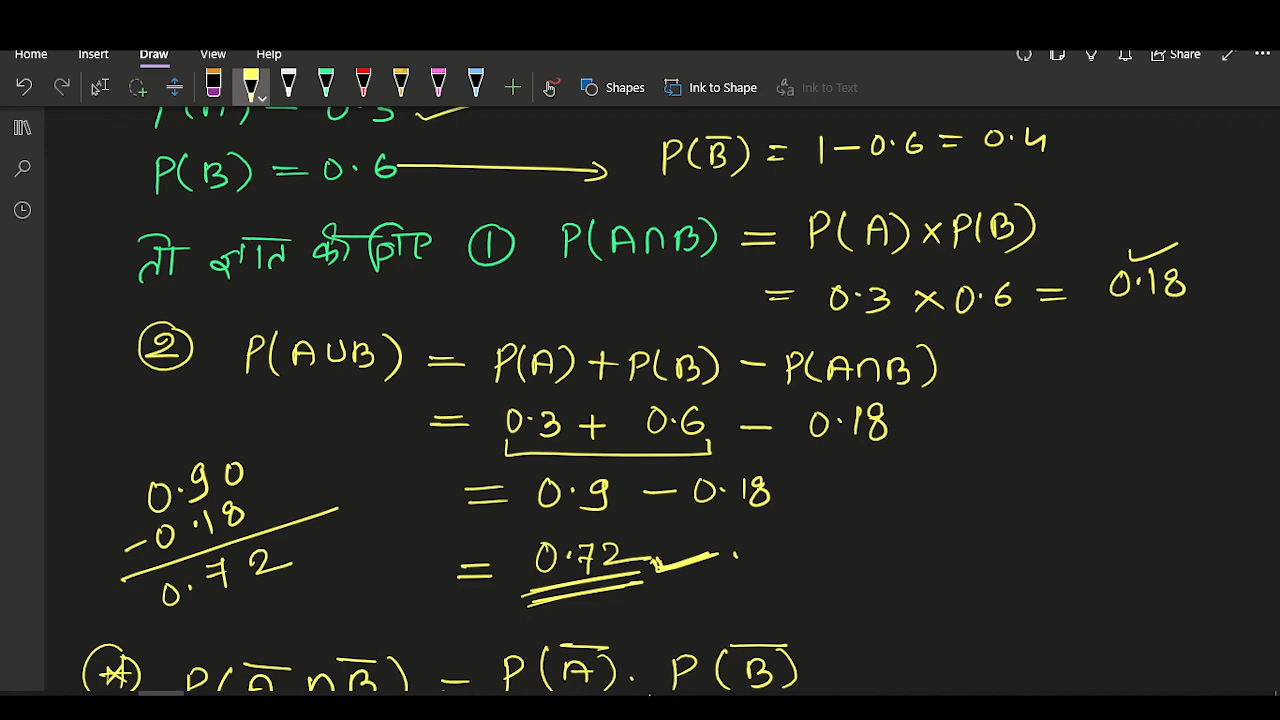 Home Insert Draw View Help Share
Shapes Ink to Shape Ink to Text
P(A) = 0.3
P(B) = 0.6 P(B̅) = 1-0.6 = 0.4
तो ज्ञात कीजिए ① P(A∩B) = P(A)×P(B)
= 0.3 × 0.6 = 0.18
② P(A∪B) = P(A)+P(B) - P(A∩B)
= 0.3 + 0.6 - 0.18
= 0.9 - 0.18
= 0.72
0.90
-0.18
0.72
P(A̅∩B̅) = P(A̅). P(B̅)